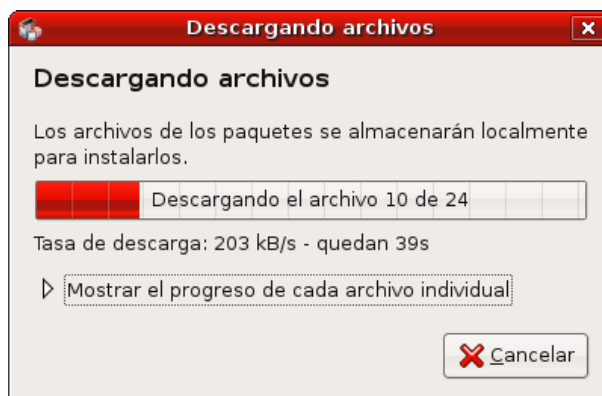 Descargando archivos
Descargando archivos
Los archivos de los paquetes se almacenarán localmente
para instalarlos.
Descargando el archivo 10 de 24
Tasa de descarga: 203 kB/s - quedan 39s
Mostrar el progreso de cada archivo individual
Cancelar